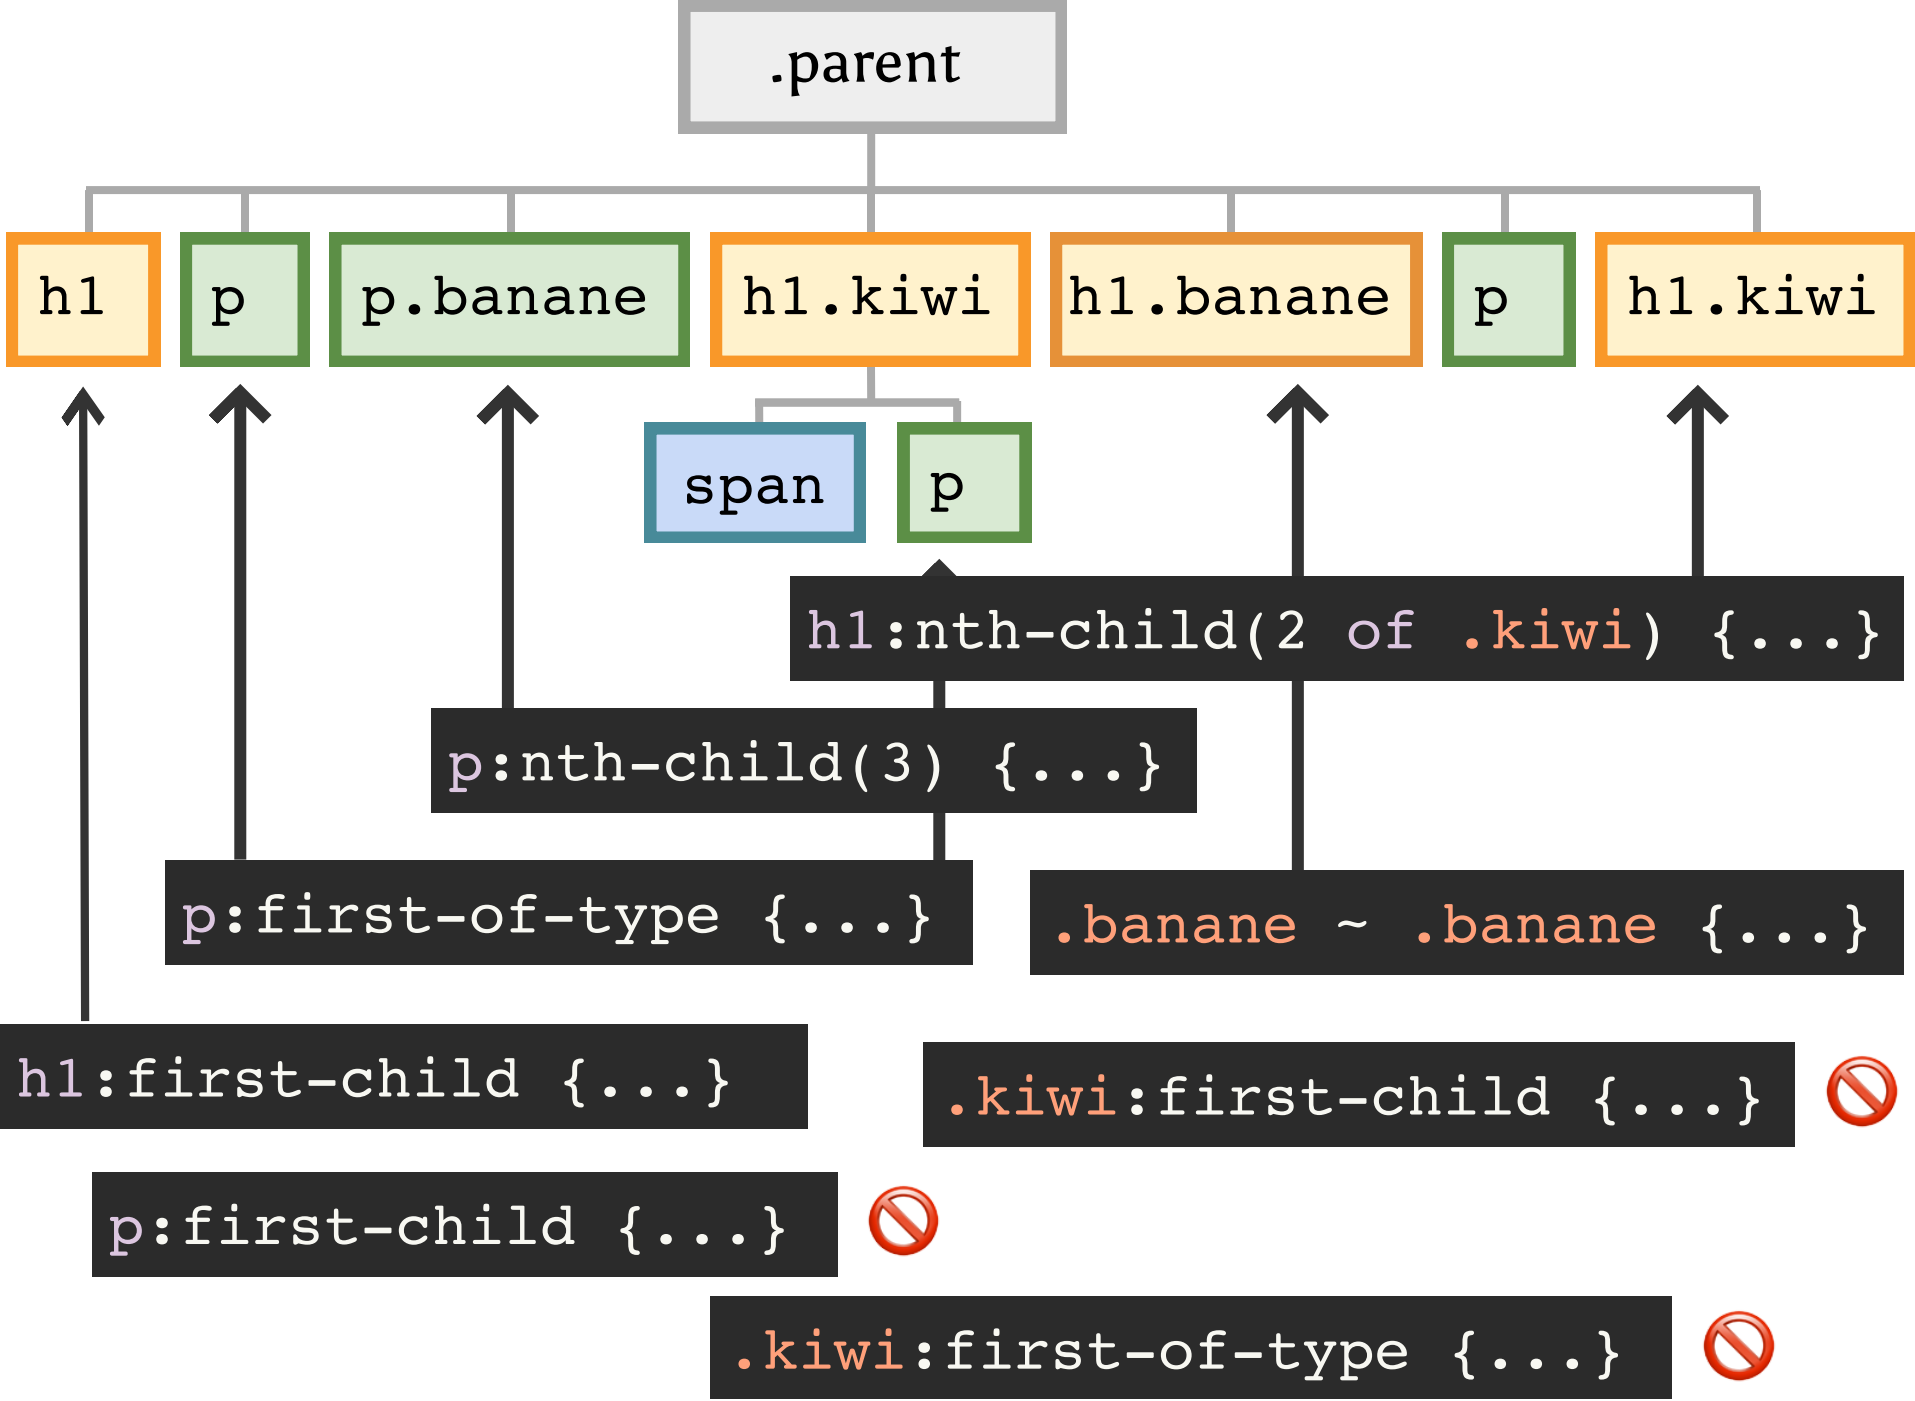 .parent
h1
p
p.banane
h1.kiwi
h1.banane
p
h1.kiwi
span
p
h1:nth-child(2 of .kiwi) {...}
p:nth-child(3) {...}
p:first-of-type {...}
.banane ~ .banane {...}
h1:first-child {...}
.kiwi:first-child {...}
p:first-child {...}
.kiwi:first-of-type {...}